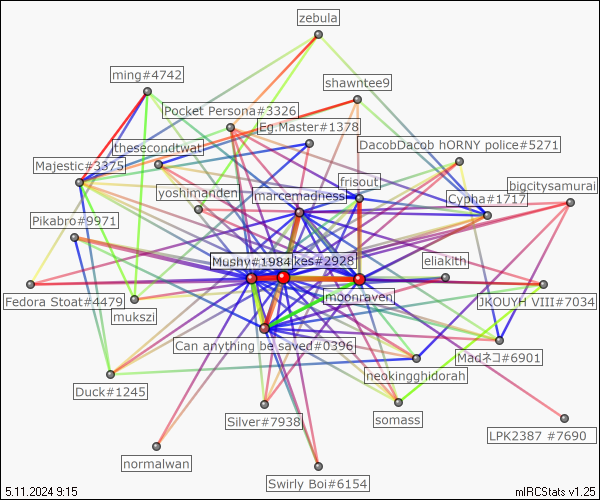 zebula
ming#4742
shawntee9
Pocket Persona#3326
Eg.Master#1378
thesecondtwat
DacobDacob hORNY police#5271
Majestic#3375
frisout
yoshimanden
marcemadness
bigcitysamurai
Cypha#1717
Pikabro#9971
Mushy#1984
kes#2928
eliakith
Fedora Stoat#4479
mukszi
moonraven
JKOUYH VIII#7034
Can anything be saved#0396
Madネコ#6901
neokingghidorah
Duck#1245
Silver#7938
somass
LPK2387 #7690
normalwan
Swirly Boi#6154
5.11.2024 9:15
mIRCStats v1.25